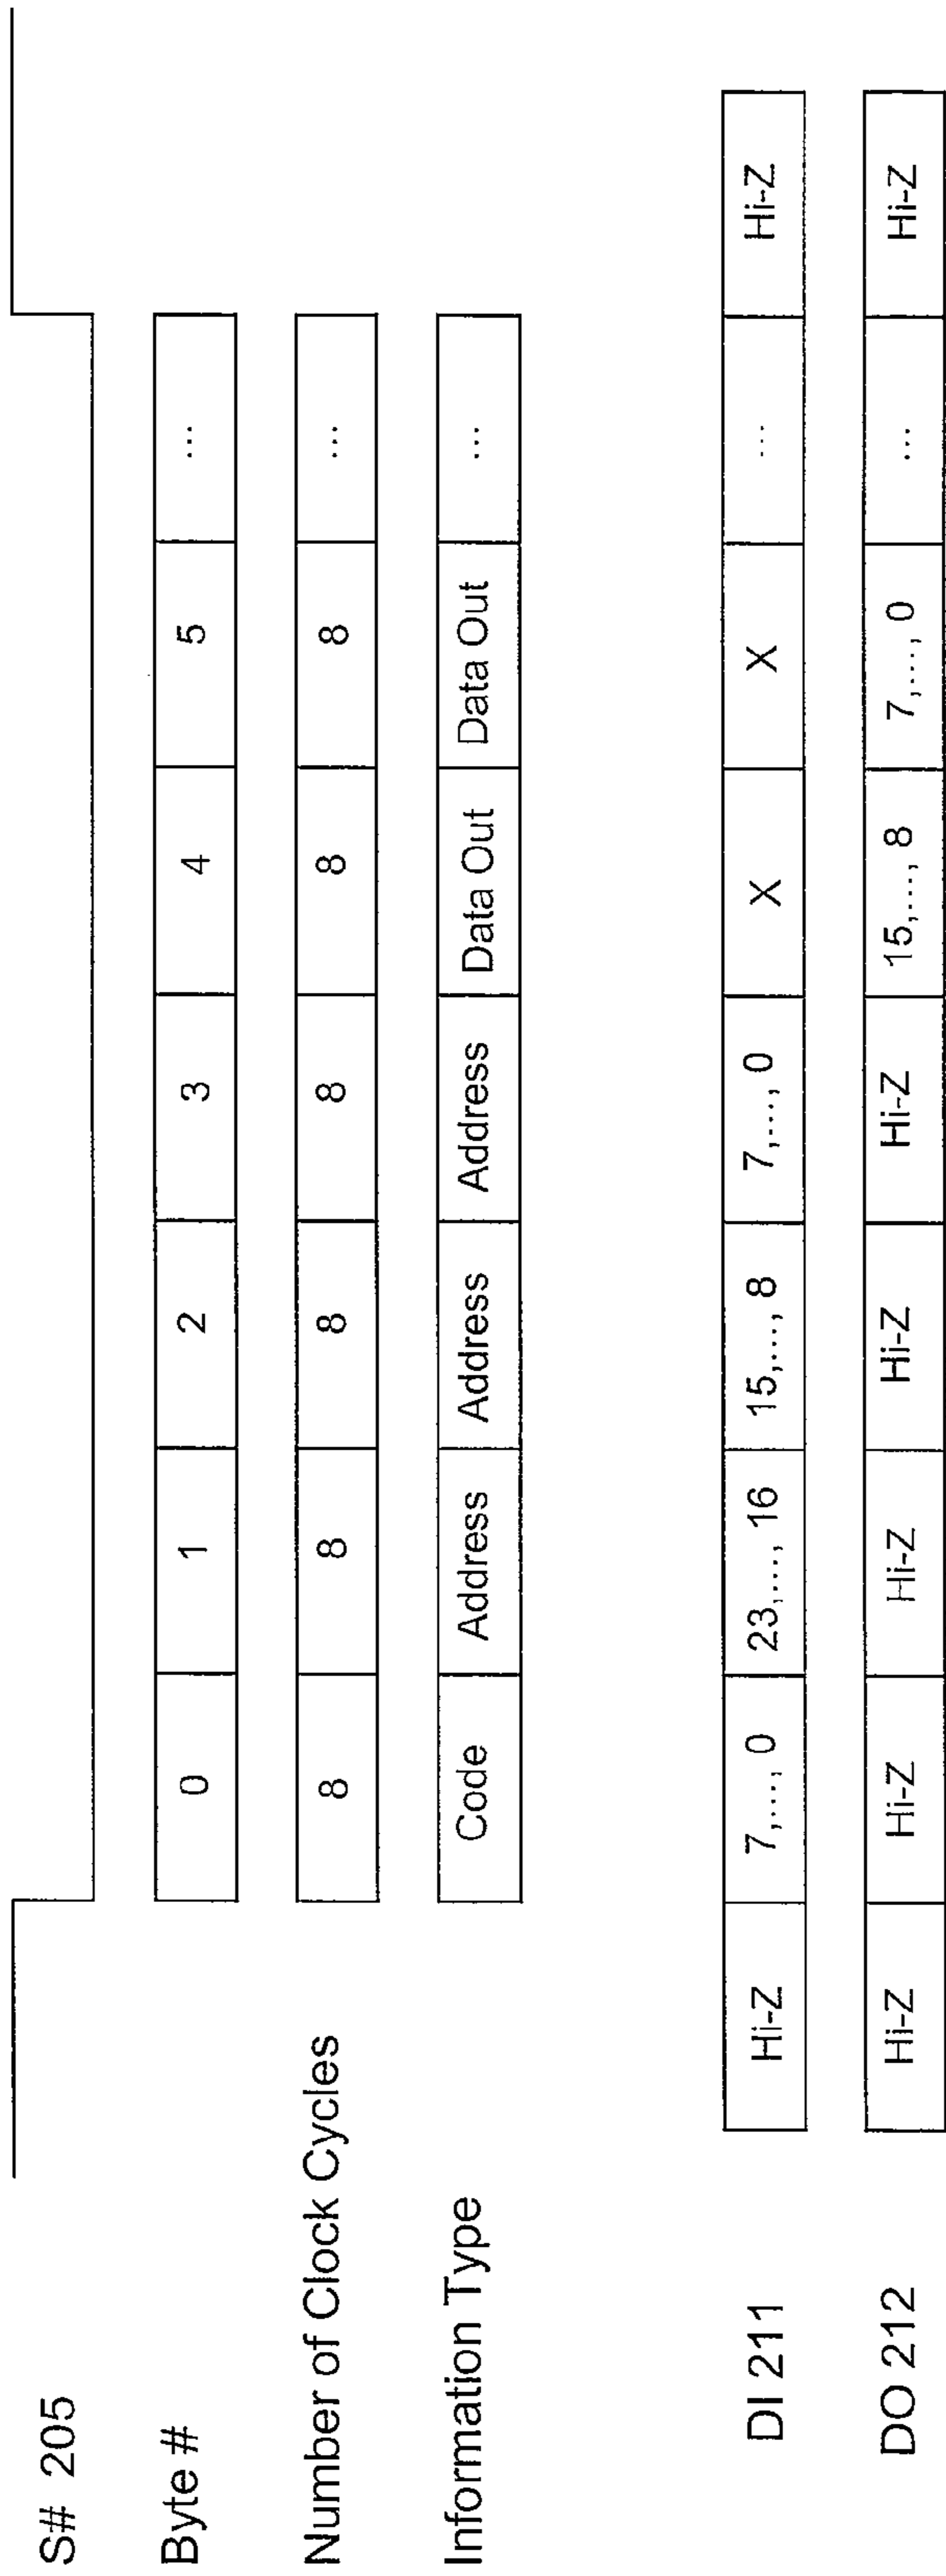 S# 205
Byte # 0 1 2 3 4 5 ...
Number of Clock Cycles 8 8 8 8 8 8 ...
Information Type Code Address Address Address Data Out Data Out ...
DI 211 Hi-Z 7,..., 0 23,..., 16 15,..., 8 7,..., 0 X X ... Hi-Z
DO 212 Hi-Z Hi-Z Hi-Z Hi-Z Hi-Z 15,..., 8 7,..., 0 ... Hi-Z